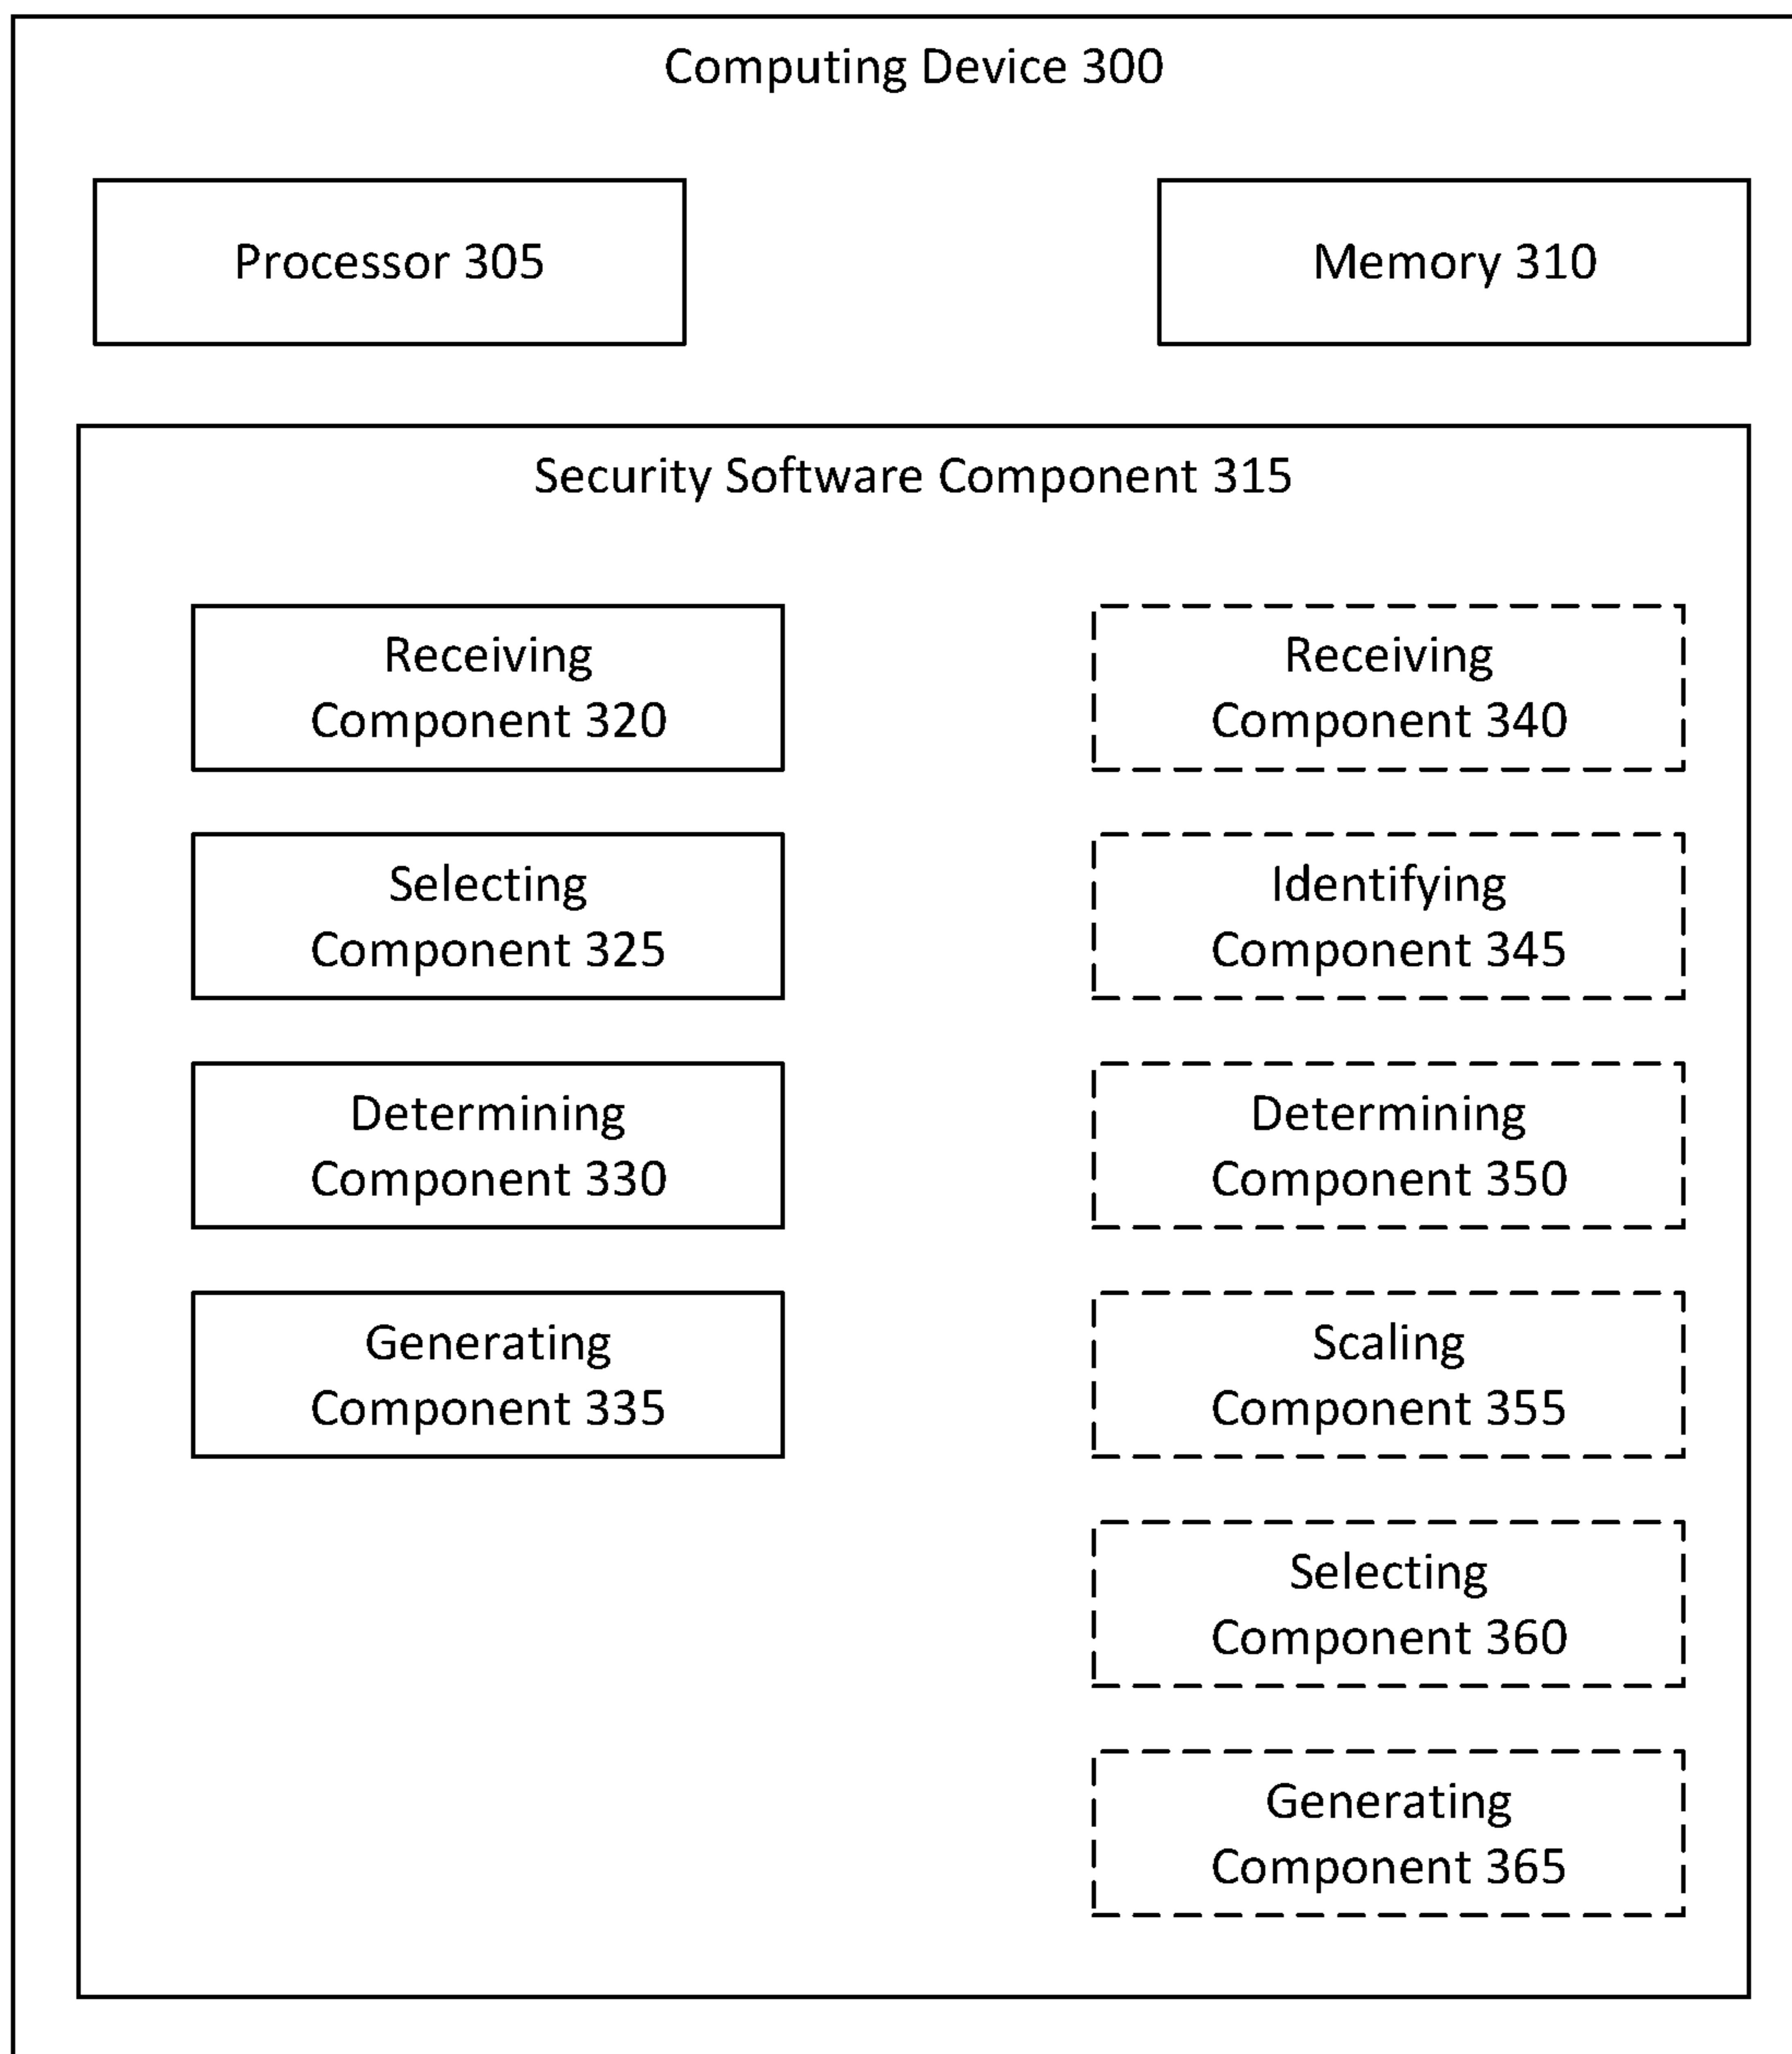 Computing Device 300
Processor 305
Memory 310
Security Software Component 315
Receiving
Component 320
Receiving
Component 340
Selecting
Component 325
Identifying
Component 345
Determining
Component 330
Determining
Component 350
Generating
Component 335
Scaling
Component 355
Selecting
Component 360
Generating
Component 365